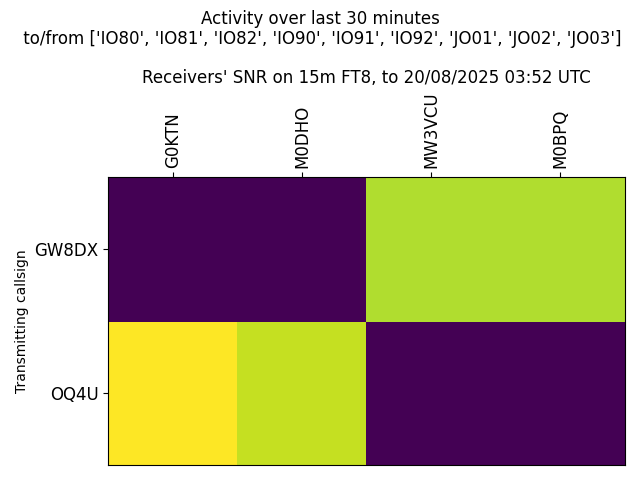 Activity over last 30 minutes
to/from ['IO80', 'IO81', 'IO82', 'IO90', 'IO91', 'IO92', 'JO01', 'JO02', 'JO03']
Receivers' SNR on 15m FT8, to 20/08/2025 03:52 UTC
G0KTN
M0DHO
MW3VCU
M0BPQ
Transmitting callsign
GW8DX
OQ4U